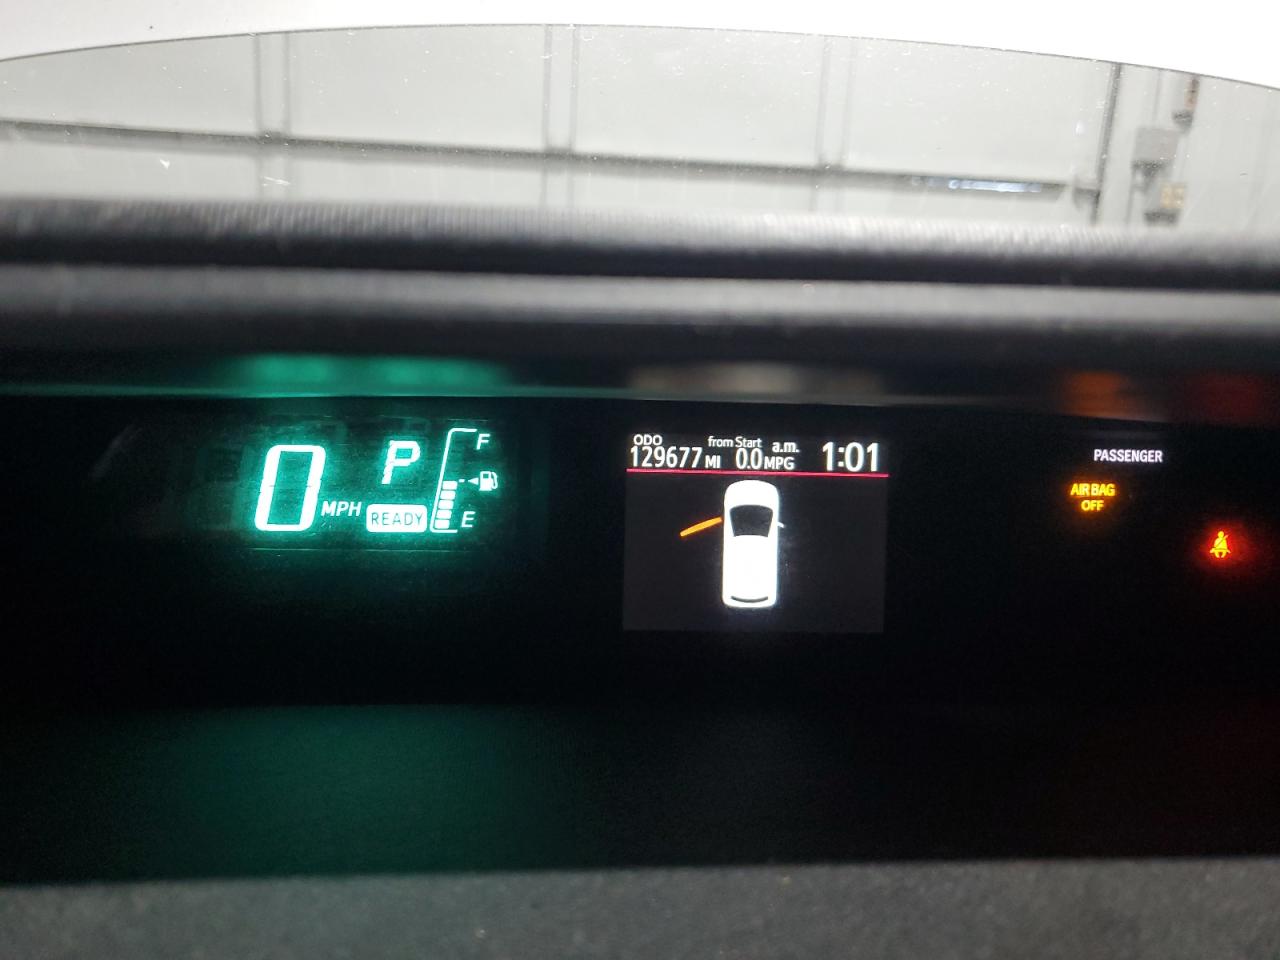 0 MPH
P
READY
F
E
ODO
129677 MI
from Start
0.0 MPG
a.m.
1:01
PASSENGER
AIR BAG
OFF